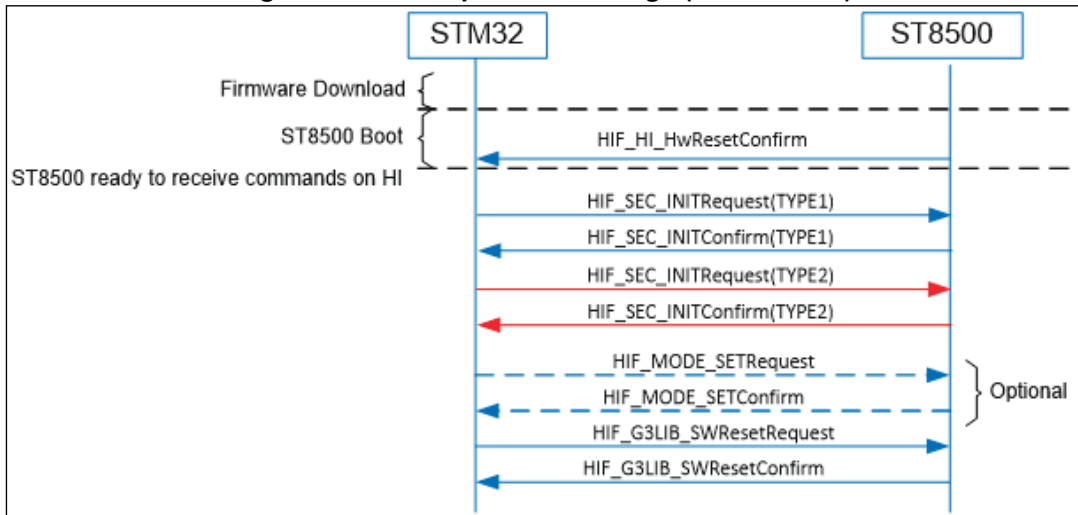 STM32
ST8500
Firmware Download
ST8500 Boot
HIF_HI_HwResetConfirm
ST8500 ready to receive commands on HI
HIF_SEC_INITRequest(TYPE1)
HIF_SEC_INITConfirm(TYPE1)
HIF_SEC_INITRequest(TYPE2)
HIF_SEC_INITConfirm(TYPE2)
HIF_MODE_SETRequest
Optional
HIF_MODE_SETConfirm
HIF_G3LIB_SWResetRequest
HIF_G3LIB_SWResetConfirm